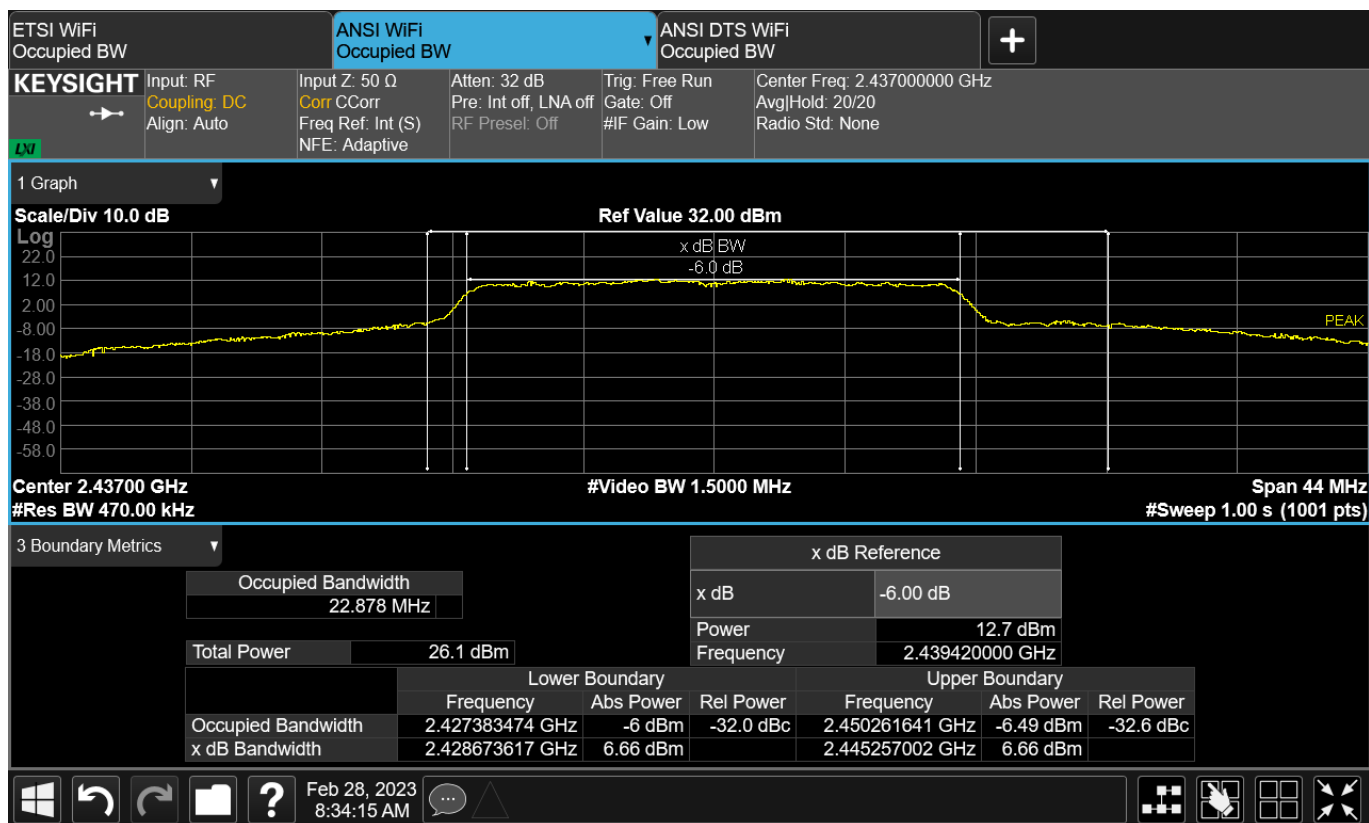 ETSI WiFi
Occupied BW
ANSI WiFi
Occupied BW
ANSI DTS WiFi
Occupied BW
KEYSIGHT
LXI
Input: RF
Coupling: DC
Align: Auto
Input Z: 50 Ω
Corr CCorr
Freq Ref: Int (S)
NFE: Adaptive
Atten: 32 dB
Pre: Int off, LNA off
RF Presel: Off
Trig: Free Run
Gate: Off
#IF Gain: Low
Center Freq: 2.437000000 GHz
Avg|Hold: 20/20
Radio Std: None
1 Graph
Scale/Div 10.0 dB
Ref Value 32.00 dBm
Log
22.0
12.0
2.00
-8.00
-18.0
-28.0
-38.0
-48.0
-58.0
x dB BW
-6.0 dB
PEAK
Center 2.43700 GHz
#Video BW 1.5000 MHz
Span 44 MHz
#Res BW 470.00 kHz
#Sweep 1.00 s (1001 pts)
3 Boundary Metrics
Occupied Bandwidth
22.878 MHz
Total Power 26.1 dBm
x dB Reference
x dB -6.00 dB
Power 12.7 dBm
Frequency 2.439420000 GHz
Lower Boundary Upper Boundary
Frequency Abs Power Rel Power Frequency Abs Power Rel Power
Occupied Bandwidth 2.427383474 GHz -6 dBm -32.0 dBc 2.450261641 GHz -6.49 dBm -32.6 dBc
x dB Bandwidth 2.428673617 GHz 6.66 dBm 2.445257002 GHz 6.66 dBm
Feb 28, 2023
8:34:15 AM